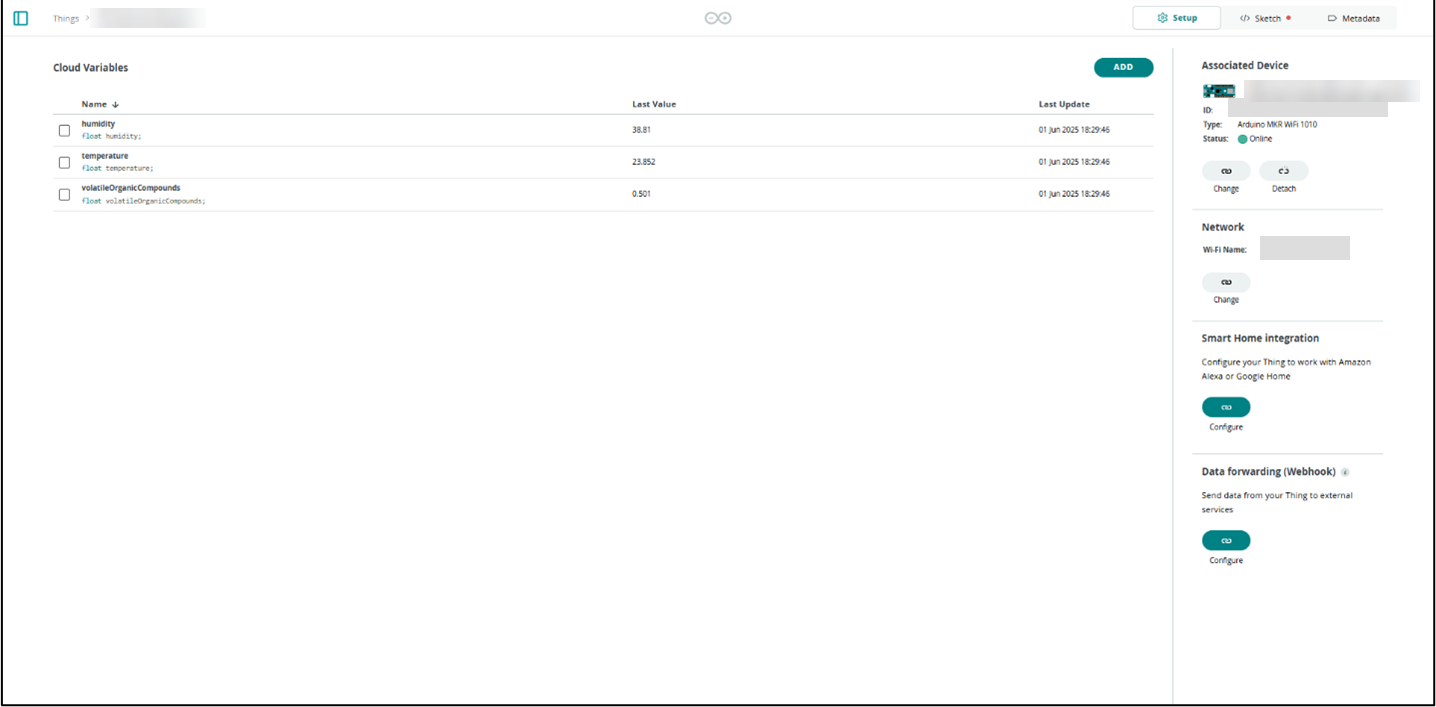 Things >
Setup
</> Sketch
Metadata
Cloud Variables
ADD
Name ↓ Last Value Last Update
humidity
float humidity;
38.81
01 Jun 2025 18:29:46
temperature
float temperature;
23.852
01 Jun 2025 18:29:46
volatileOrganicCompounds
float volatileOrganicCompounds;
0.501
01 Jun 2025 18:29:46
Associated Device
ID:
Type: Arduino MKR WiFi 1010
Status: Online
Change Detach
Network
Wi-Fi Name:
Change
Smart Home integration
Configure your Thing to work with Amazon
Alexa or Google Home
Configure
Data forwarding (Webhook) i
Send data from your Thing to external
services
Configure